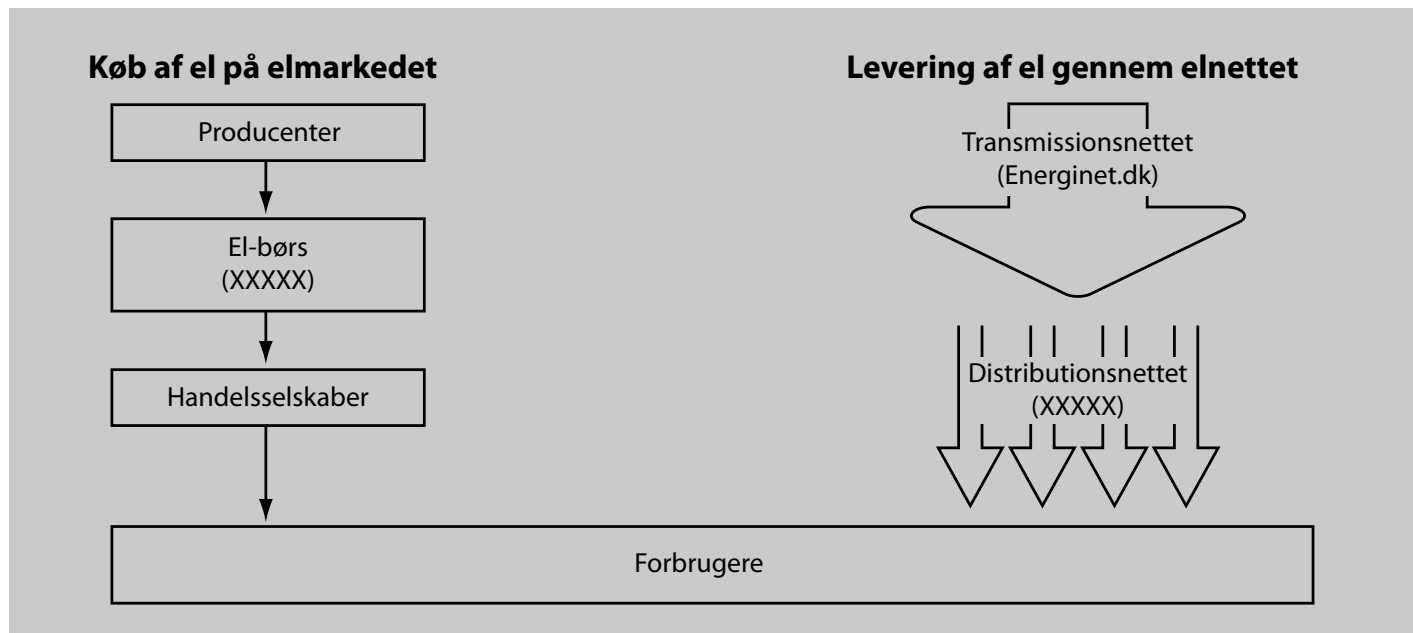 Køb af el på elmarkedet
Producenter
El-børs
(XXXXX)
Handelsselskaber
Levering af el gennem elnettet
Transmissionsnettet
(Energinet.dk)
Distributionsnettet
(XXXXX)
Forbrugere